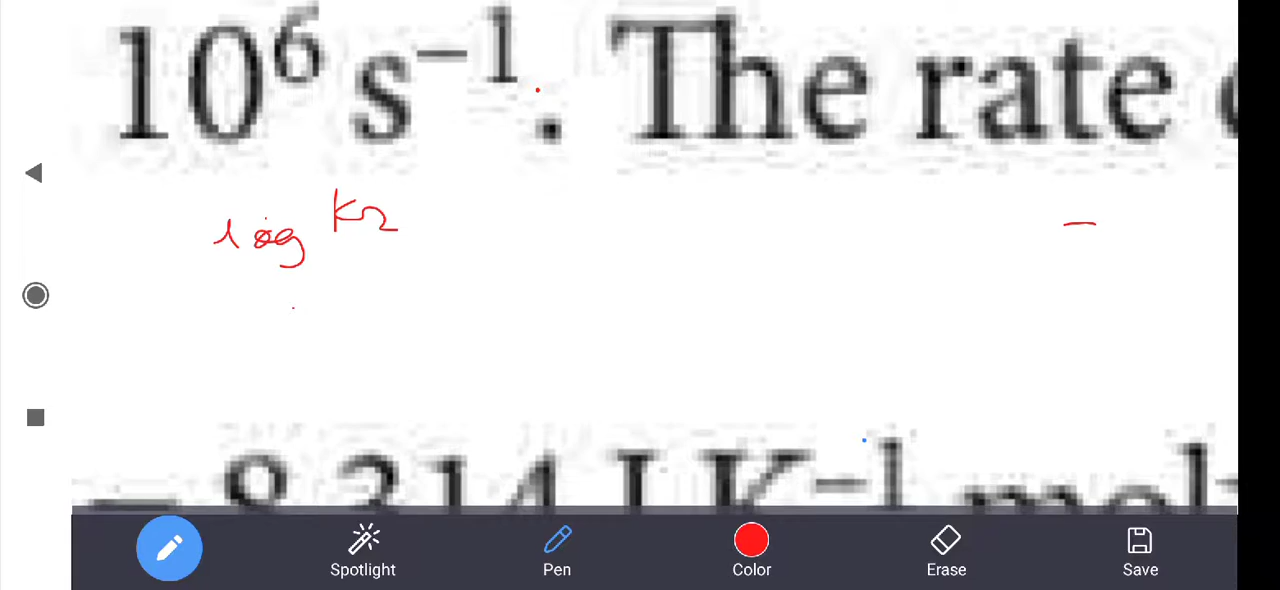 10⁶ s⁻¹. The rate
log K2
= 8.314 J K⁻¹ mol⁻
Spotlight Pen Color Erase Save